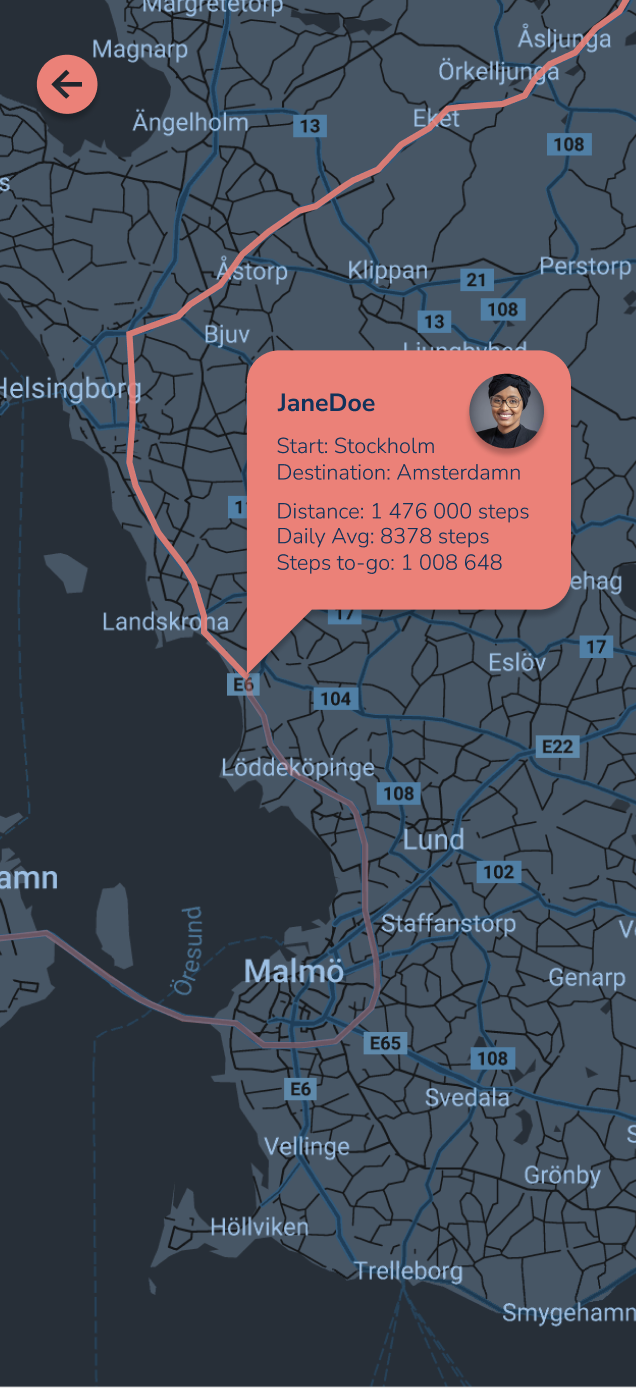 Margretetorp
Åsljunga
Magnarp
Örkelljunga
Ängelholm
13
Eket
108
s
Åstorp
Klippan
21
Perstorp
108
13
Bjuv
Ljungbyhed
Helsingborg
JaneDoe
Start: Stockholm
Destination: Amsterdamn
Distance: 1 476 000 steps
Daily Avg: 8378 steps
Steps to-go: 1 008 648
ehag
Landskrona
17
17
Eslöv
E6
104
E22
Löddeköpinge
108
Lund
102
amn
Staffanstorp
Öresund
Malmö
Genarp
E65
108
E6
Svedala
Vellinge
Grönby
Höllviken
Trelleborg
Smygehamn